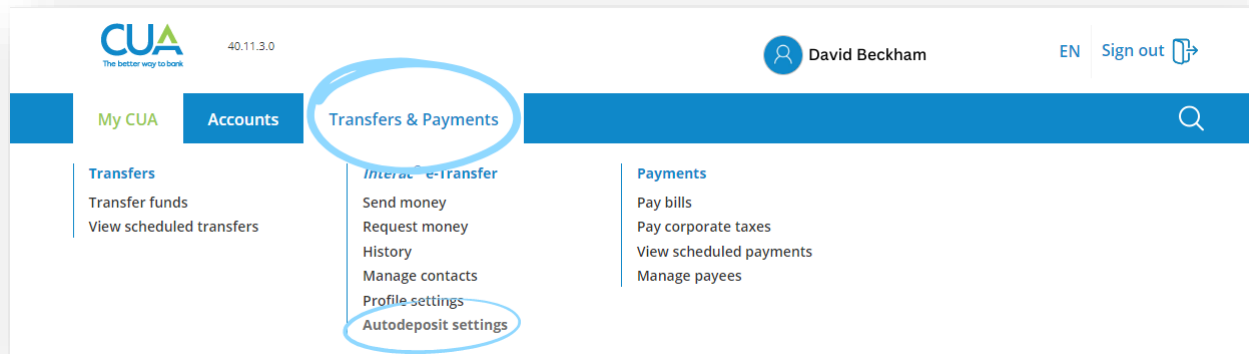 CUA
The better way to bank
40.11.3.0
David Beckham
EN
Sign out
My CUA
Accounts
Transfers & Payments
Transfers
Transfer funds
View scheduled transfers
Interac® e-Transfer
Send money
Request money
History
Manage contacts
Profile settings
Autodeposit settings
Payments
Pay bills
Pay corporate taxes
View scheduled payments
Manage payees